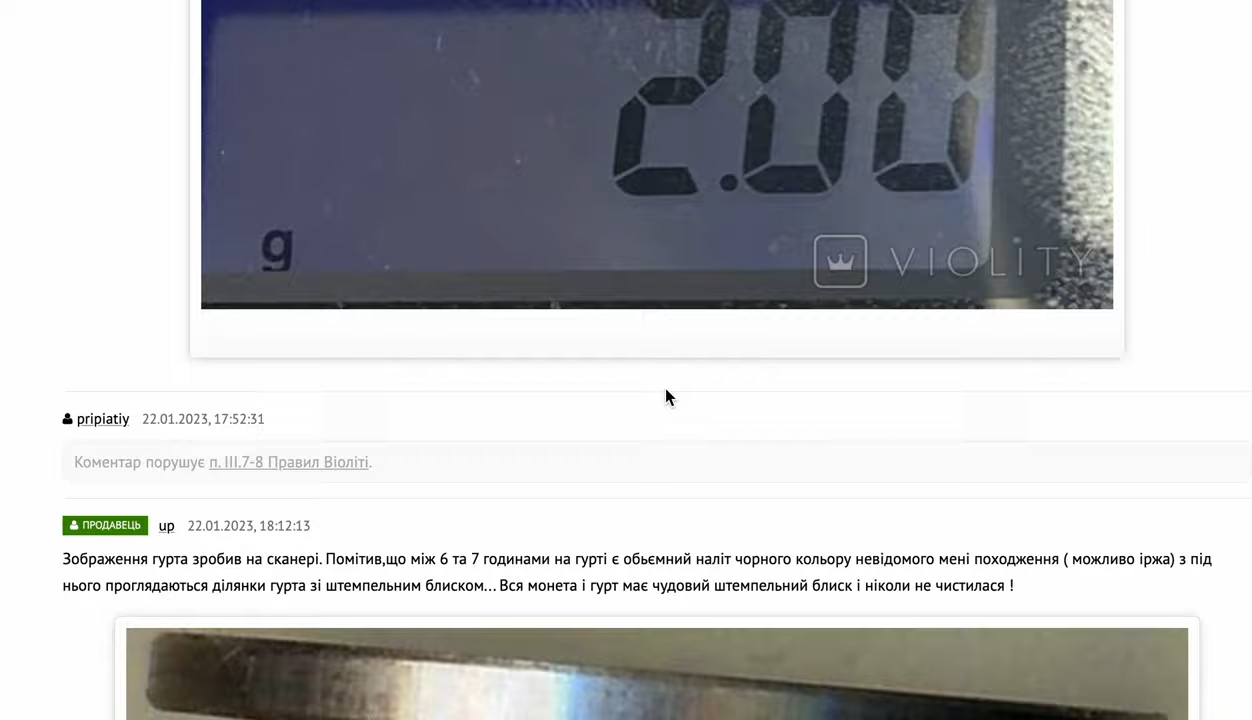 2.00
g
VIOLITY
pripiatiy 22.01.2023, 17:52:31
Коментар порушує п. III.7-8 Правил Віоліті.
ПРОДАВЕЦЬ up 22.01.2023, 18:12:13
Зображення гурта зробив на сканері. Помітив,що між 6 та 7 годинами на гурті є обьємний наліт чорного кольору невідомого мені походження ( можливо іржа) з під
нього проглядаються ділянки гурта зі штемпельним блиском... Вся монета і гурт має чудовий штемпельний блиск і ніколи не чистилася !